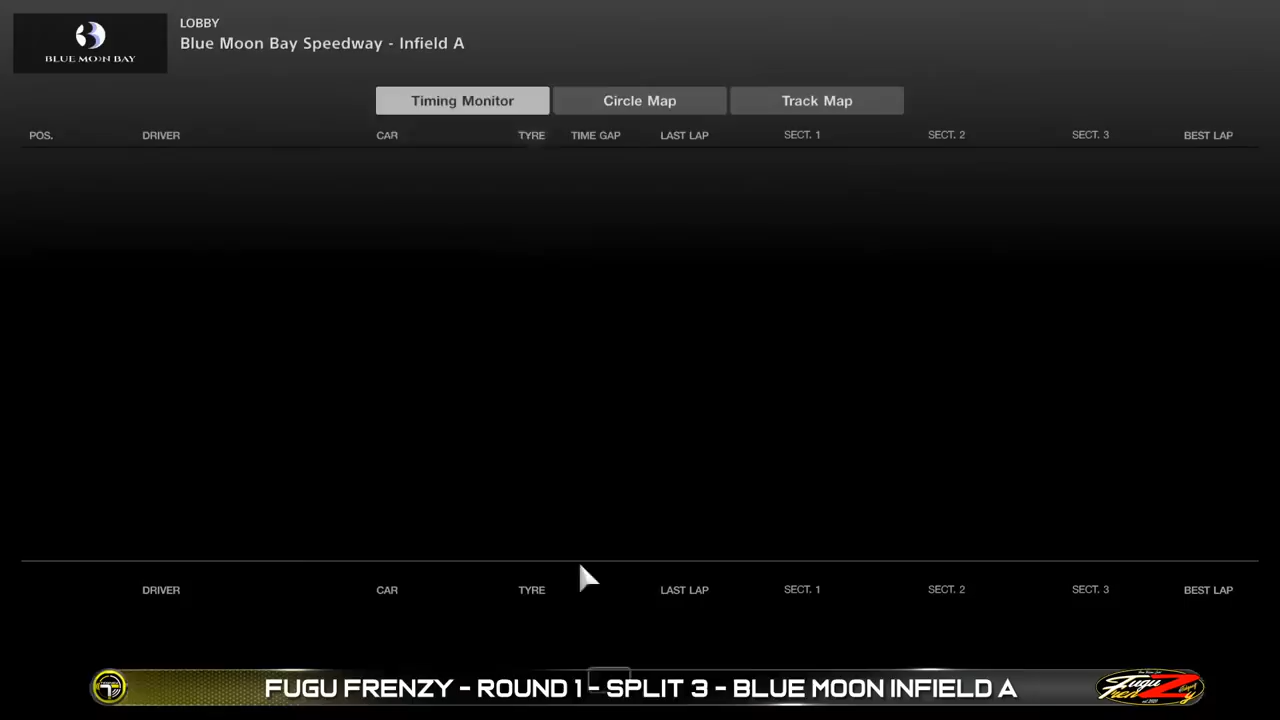 LOBBY
Blue Moon Bay Speedway - Infield A
BLUE MOON BAY
Timing Monitor Circle Map Track Map
POS. DRIVER CAR TYRE TIME GAP LAST LAP SECT. 1 SECT. 2 SECT. 3 BEST LAP
DRIVER CAR TYRE LAST LAP SECT. 1 SECT. 2 SECT. 3 BEST LAP
FUGU FRENZY - ROUND 1 - SPLIT 3 - BLUE MOON INFIELD A
Fugu
FrenZy